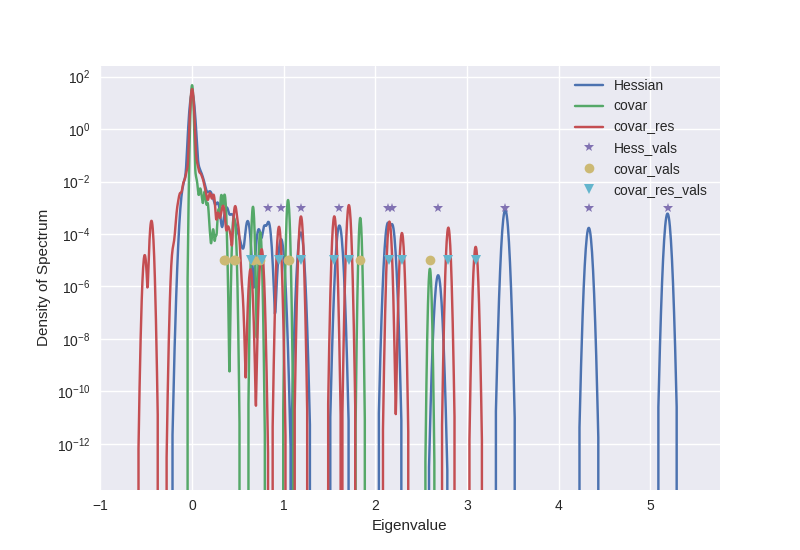 10^2
10^0
10^−2
10^−4
10^−6
10^−8
10^−10
10^−12
Density of Spectrum
Hessian
covar
covar_res
Hess_vals
covar_vals
covar_res_vals
−1 0 1 2 3 4 5
Eigenvalue